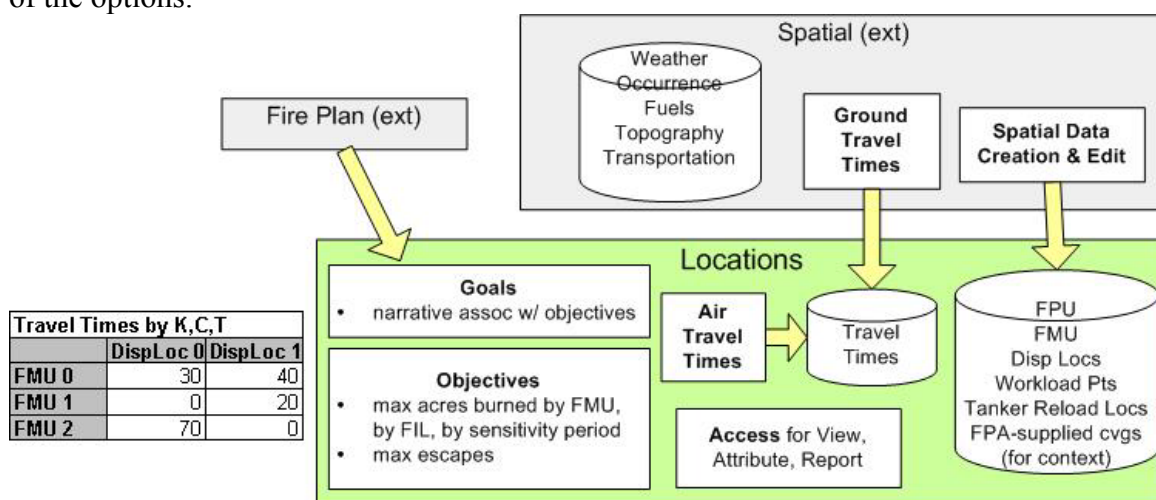 of the options.
Spatial (ext)
Weather
Occurrence
Fuels
Topography
Transportation
Ground
Travel
Times
Spatial Data
Creation & Edit
Fire Plan (ext)
Locations
Goals
• narrative assoc w/ objectives
Objectives
• max acres burned by FMU,
by FIL, by sensitivity period
• max escapes
Air
Travel
Times
Travel
Times
Access for View,
Attribute, Report
FPU
FMU
Disp Locs
Workload Pts
Tanker Reload Locs
FPA-supplied cvgs
(for context)
Travel Times by K,C,T
DispLoc 0 DispLoc 1
FMU 0 30 40
FMU 1 0 20
FMU 2 70 0